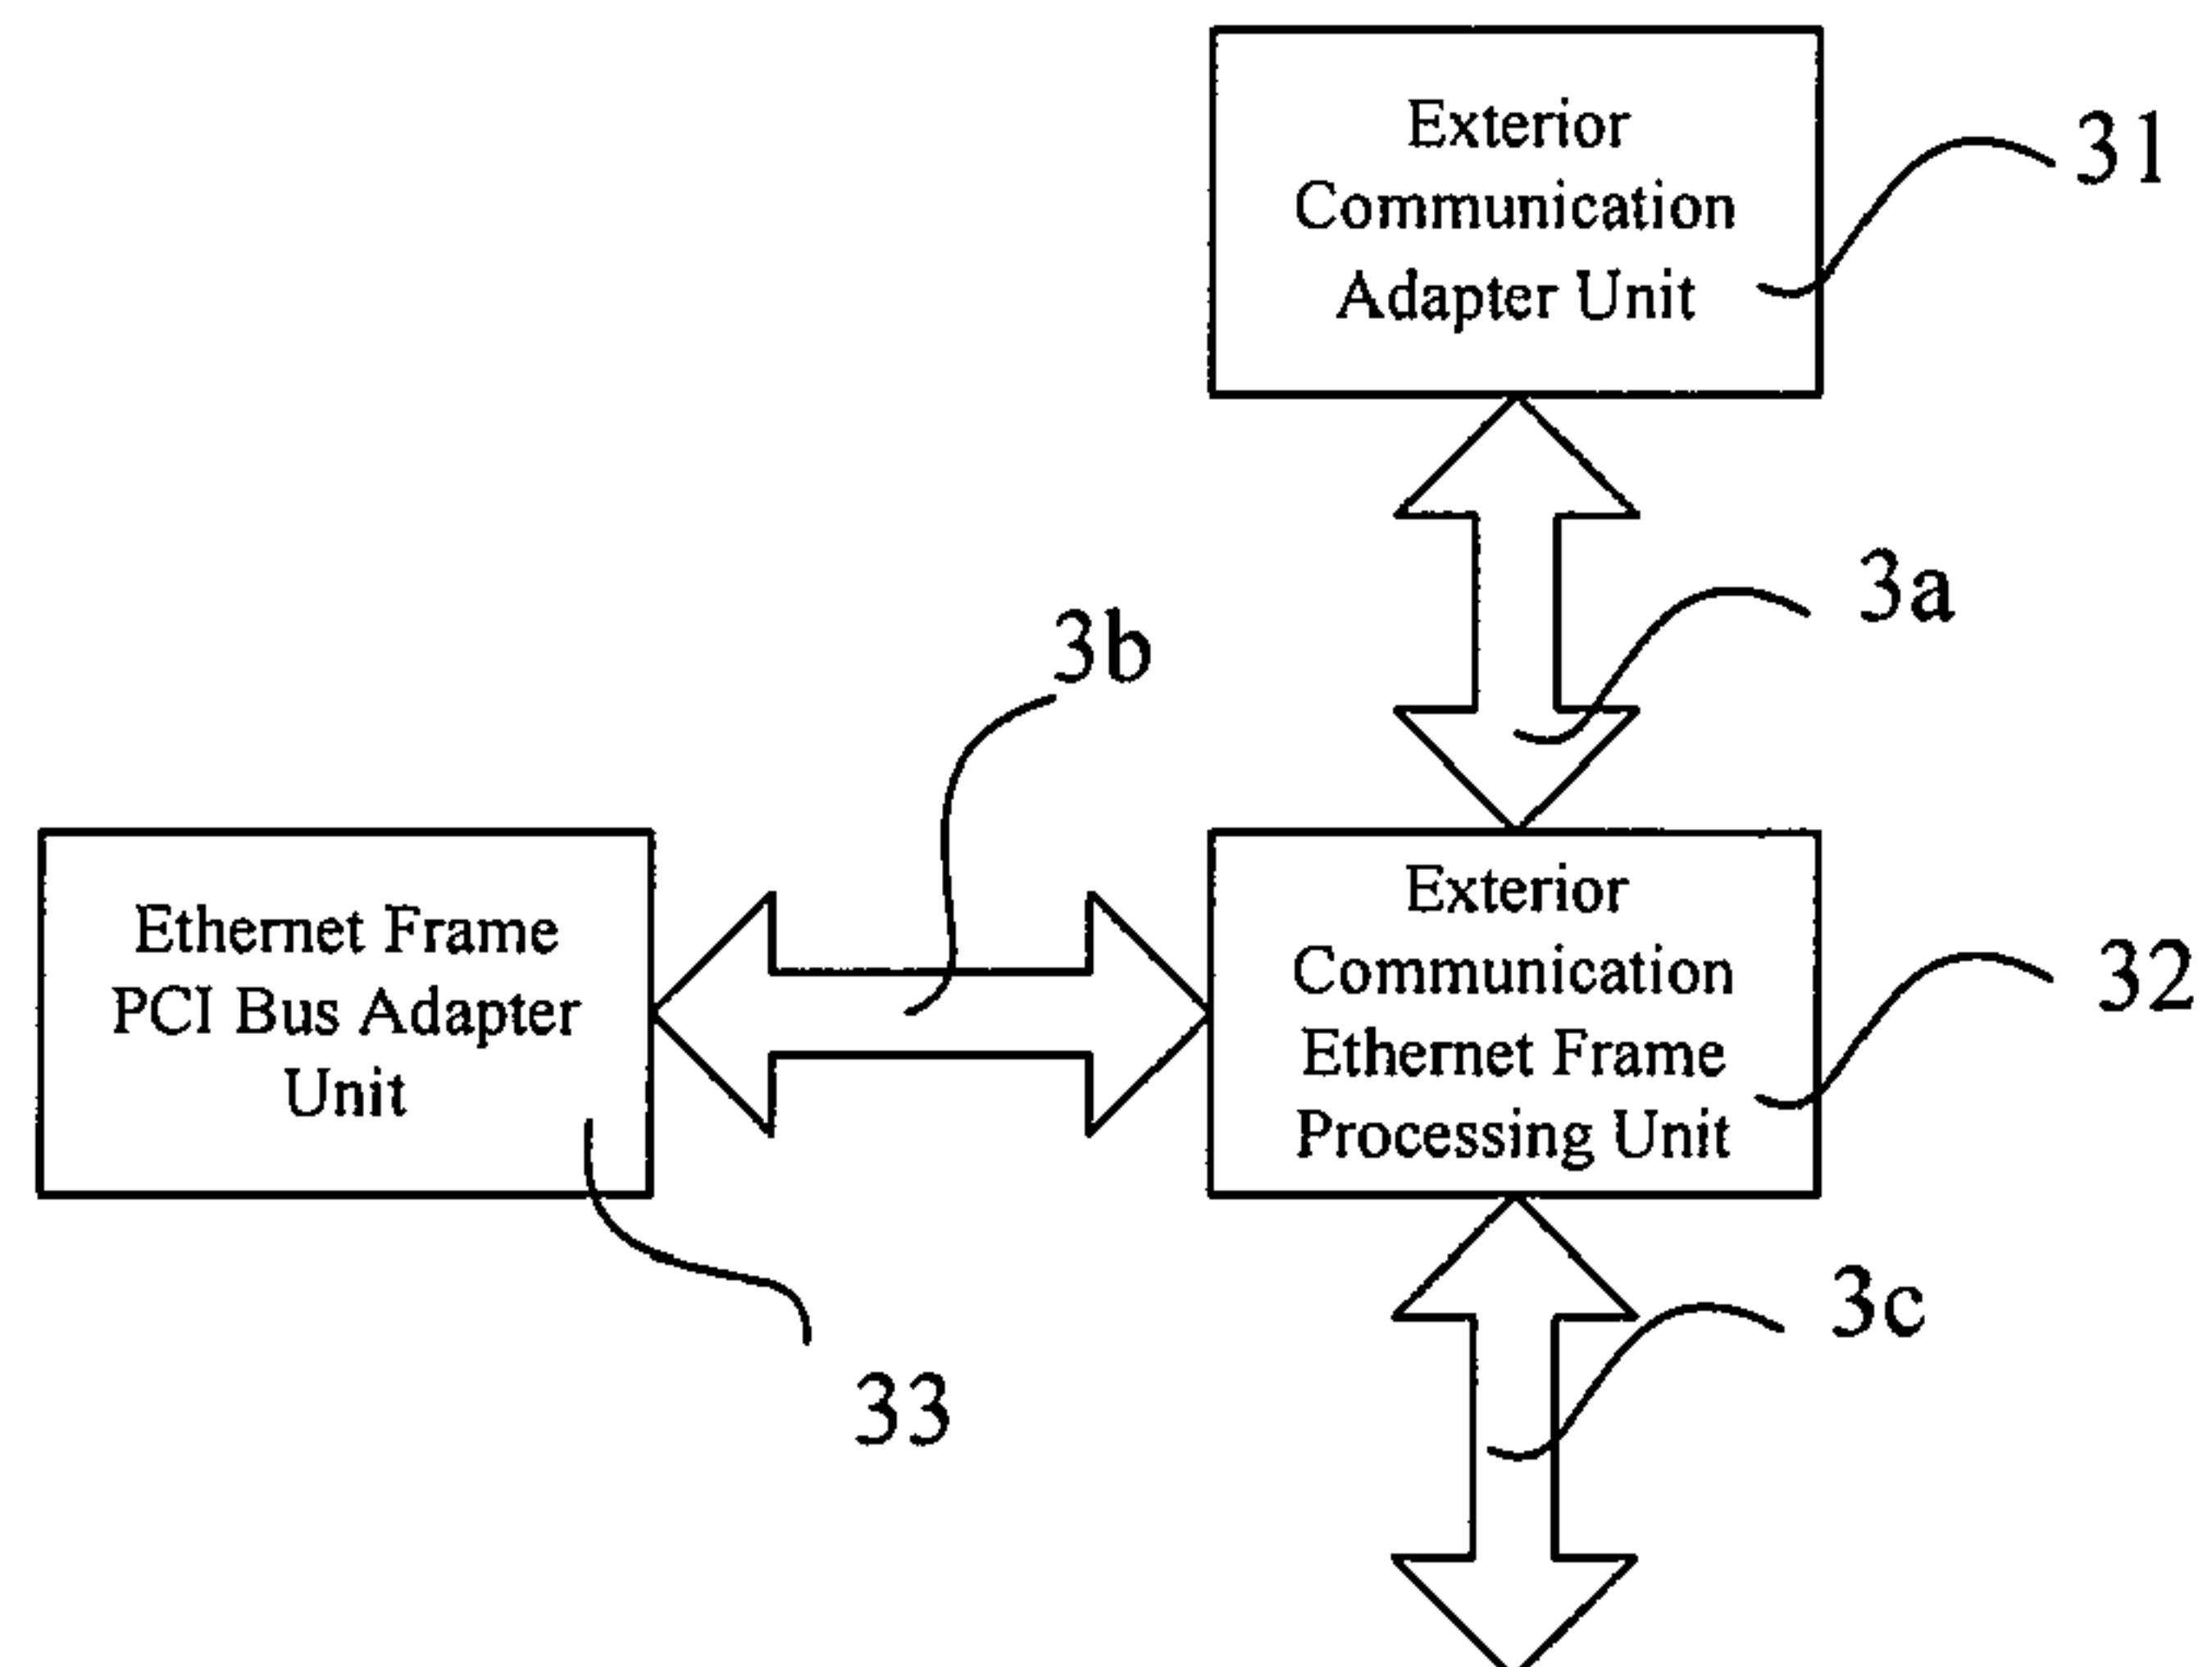 Exterior
Communication
Adapter Unit
31
3a
3b
Ethernet Frame
PCI Bus Adapter
Unit
33
Exterior
Communication
Ethernet Frame
Processing Unit
32
3c